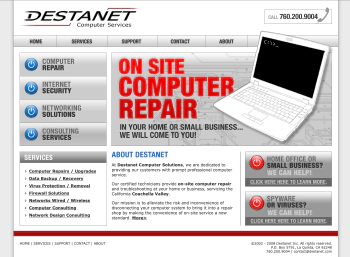 DESTANET
Computer Services
CALL 760.200.9004
HOME
SERVICES
SUPPORT
CONTACT
ABOUT
COMPUTER
REPAIR
INTERNET
SECURITY
NETWORKING
SOLUTIONS
CONSULTING
SERVICES
ON SITE
COMPUTER
REPAIR
IN YOUR HOME OR SMALL BUSINESS...
WE WILL COME TO YOU!
C:\>_
SERVICES
Computer Repairs / Upgrades
Data Backup / Recovery
Virus Protection / Removal
Firewall Solutions
Networks Wired / Wireless
Computer Consulting
Network Design Consulting
ABOUT DESTANET
At Destanet Computer Solutions, we are dedicated to
providing our customers with prompt professional computer
service.
Our certified technicians provide on-site computer repair
and troubleshooting at your home or business, servicing the
California Coachella Valley.
Our mission is to alleviate the risk and inconvenience of
disconnecting your computer system to bring it into a repair
shop by making the convenience of on-site service a new
standard. More»
HOME OFFICE OR
SMALL BUSINESS?
WE CAN HELP!
CLICK HERE HERE TO LEARN MORE.
SPYWARE
OR VIRUSES?
WE CAN HELP!
CLICK HERE HERE TO LEARN MORE.
HOME | SERVICES | SUPPORT | CONTACT | ABOUT
©2002 - 2009 Destanet Inc. All rights reserved.
P.O. Box 5791, La Quinta, CA 92248
760.200.9004 | contact@destanet.com